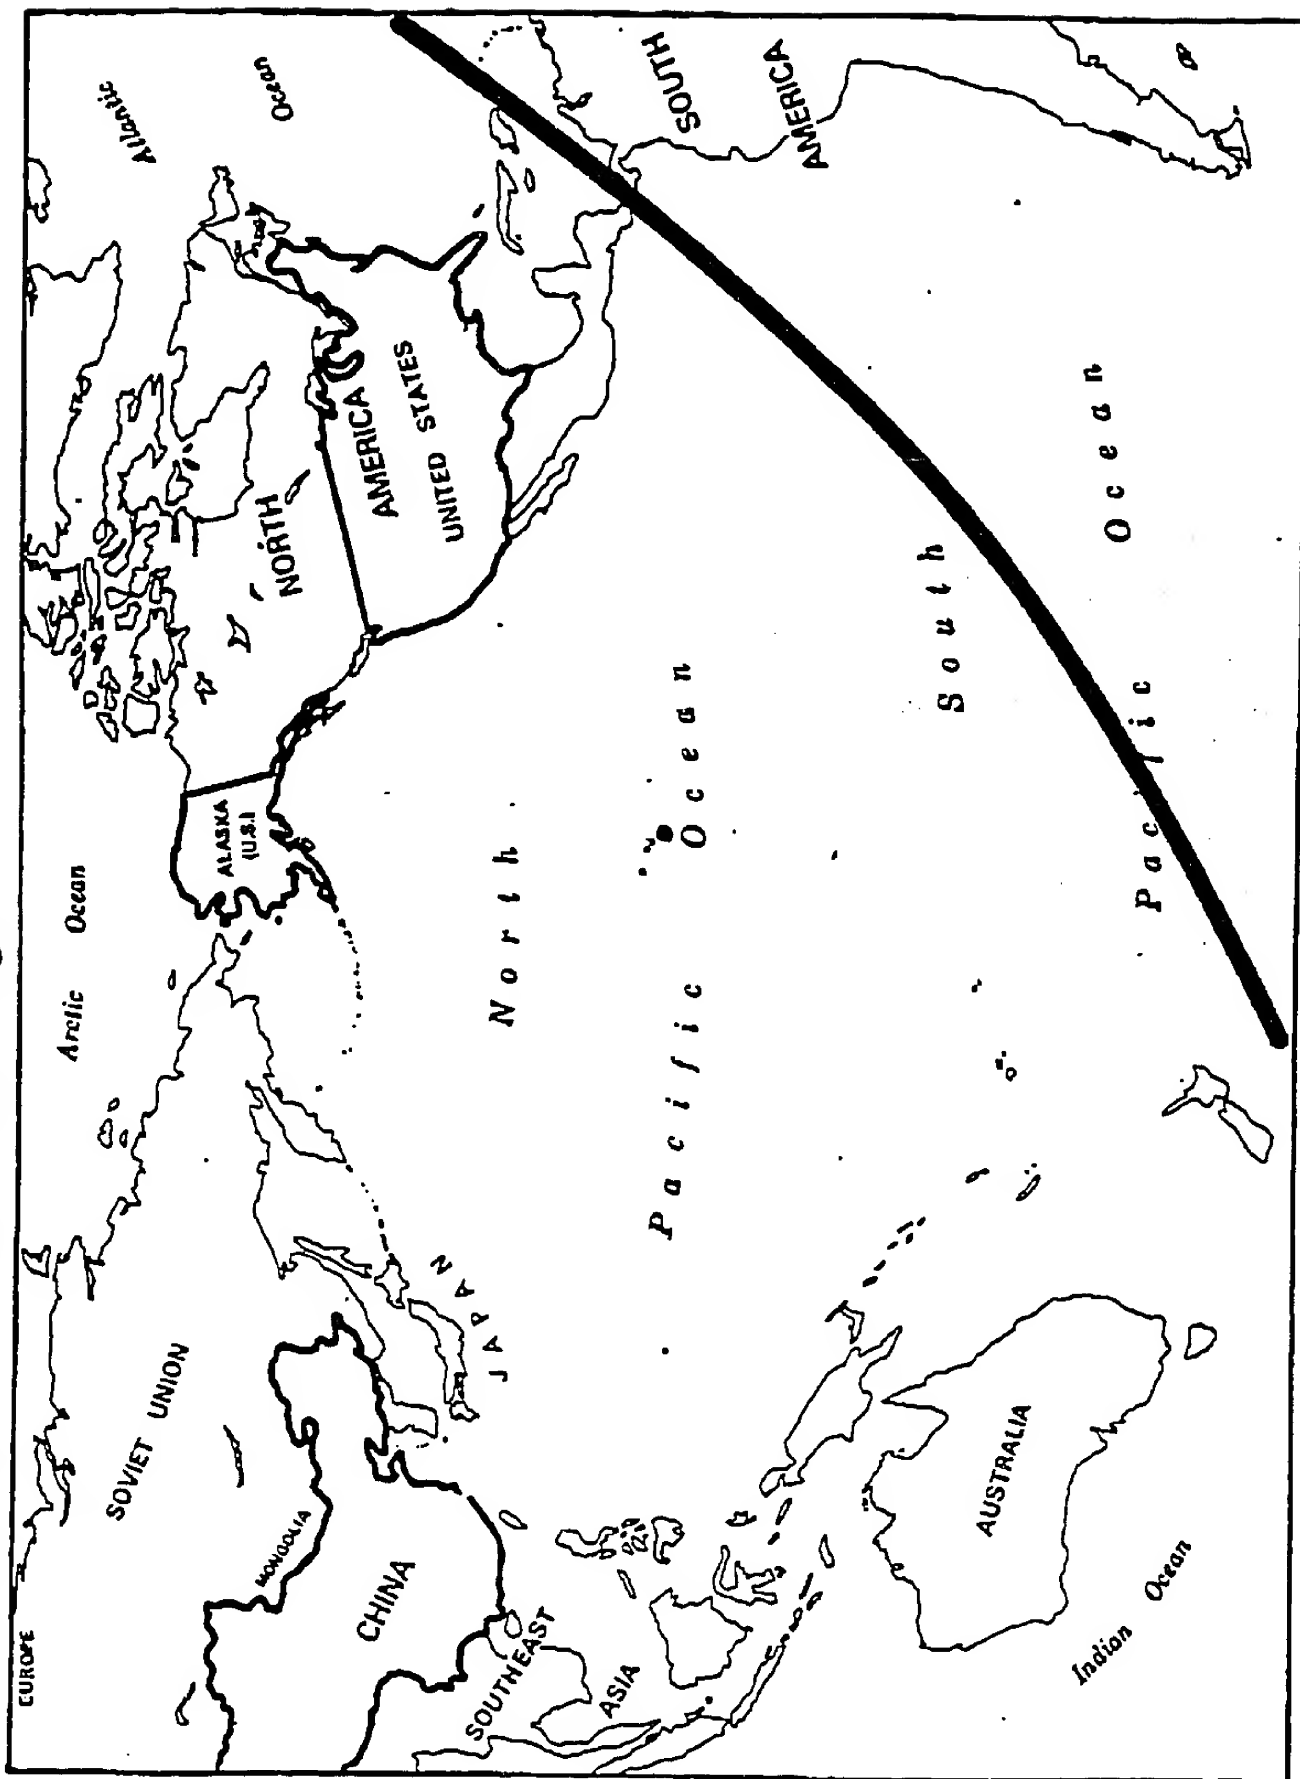 EUROPE
Arctic Ocean
Atlantic
Ocean
SOVIET UNION
ALASKA
(U.S.)
NORTH
AMERICA
UNITED STATES
MONGOLIA
CHINA
JAPAN
North
Pacific Ocean
SOUTHEAST
ASIA
SOUTH
AMERICA
South
Pacific Ocean
AUSTRALIA
Indian Ocean